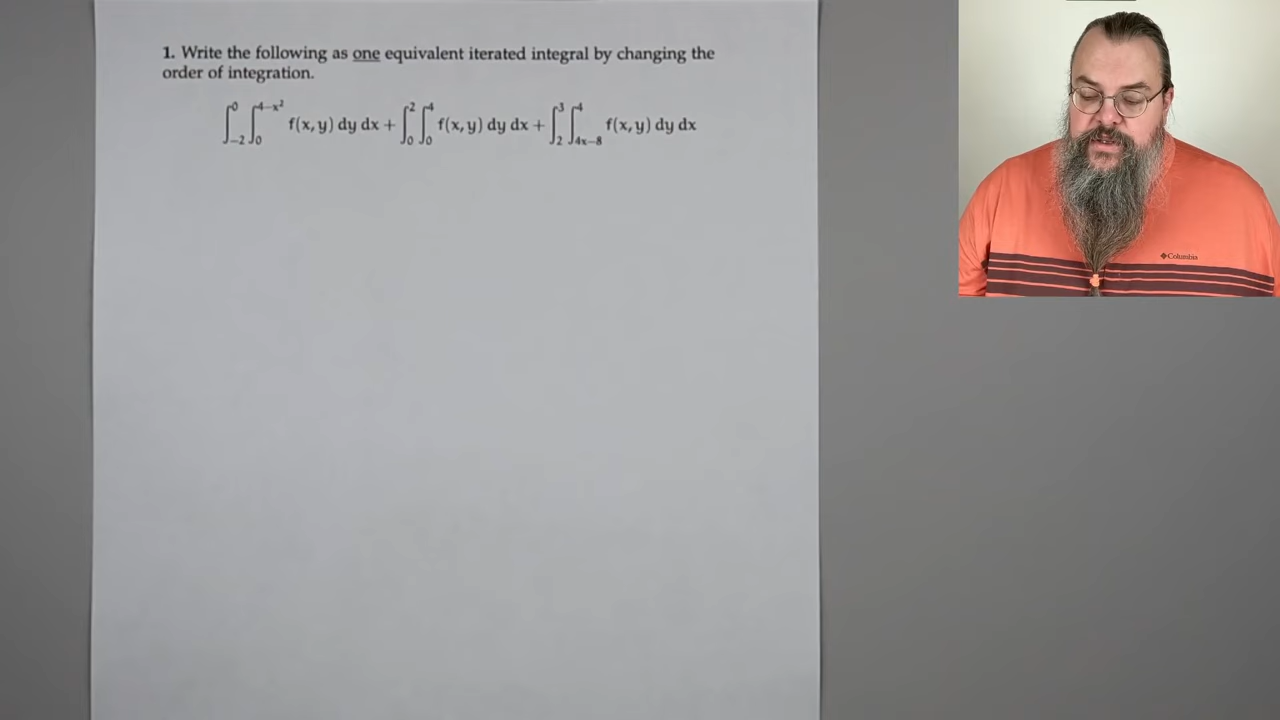 1. Write the following as one equivalent iterated integral by changing the
order of integration.
∫_{-2}^{0} ∫_{0}^{4-x²} f(x, y) dy dx + ∫_{0}^{2} ∫_{0}^{4} f(x, y) dy dx + ∫_{2}^{3} ∫_{4x-8}^{4} f(x, y) dy dx
Columbia